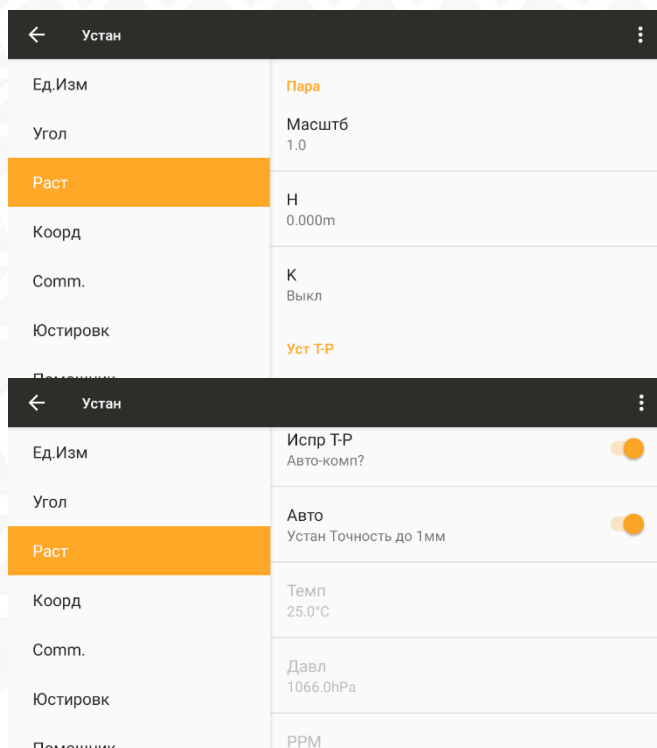 Устан
Ед.Изм
Угол
Раст
Коорд
Comm.
Юстировк
Пара
Масштб
1.0
H
0.000m
K
Выкл
Уст T-P
Устан
Ед.Изм
Угол
Раст
Коорд
Comm.
Юстировк
Помощник
Испр T-P
Авто-комп?
Авто
Устан Точность до 1мм
Темп
25.0°C
Давл
1066.0hPa
PPM